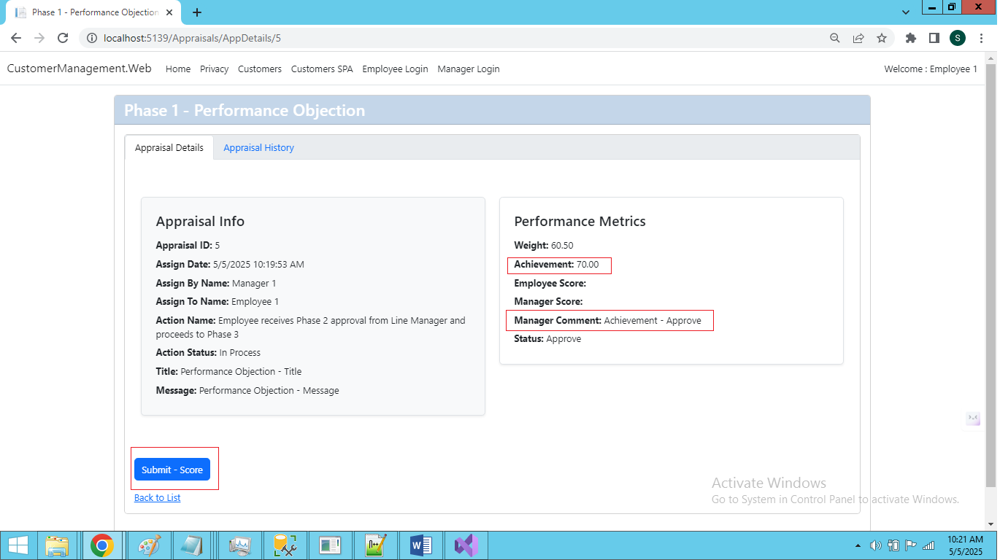 Phase 1 - Performance Objection
localhost:5139/Appraisals/AppDetails/5
S
CustomerManagement.Web Home Privacy Customers Customers SPA Employee Login Manager Login Welcome : Employee 1
Phase 1 - Performance Objection
Appraisal Details Appraisal History
Appraisal Info
Appraisal ID: 5
Assign Date: 5/5/2025 10:19:53 AM
Assign By Name: Manager 1
Assign To Name: Employee 1
Action Name: Employee receives Phase 2 approval from Line Manager and
proceeds to Phase 3
Action Status: In Process
Title: Performance Objection - Title
Message: Performance Objection - Message
Performance Metrics
Weight: 60.50
Achievement: 70.00
Employee Score:
Manager Score:
Manager Comment: Achievement - Approve
Status: Approve
Submit - Score
Back to List
Activate Windows
Go to System in Control Panel to activate Windows.
10:21 AM
5/5/2025